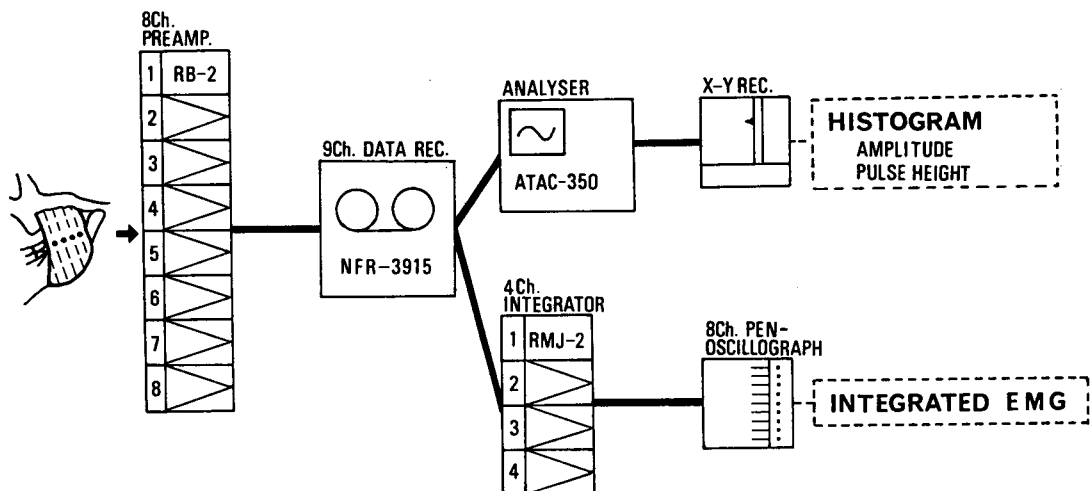 8Ch.
PREAMP.
1 RB-2
2
3
4
5
6
7
8
9Ch. DATA REC.
NFR-3915
ANALYSER
ATAC-350
X-Y REC.
HISTOGRAM
AMPLITUDE
PULSE HEIGHT
4Ch.
INTEGRATOR
1 RMJ-2
2
3
4
8Ch. PEN-
OSCILLOGRAPH
INTEGRATED EMG